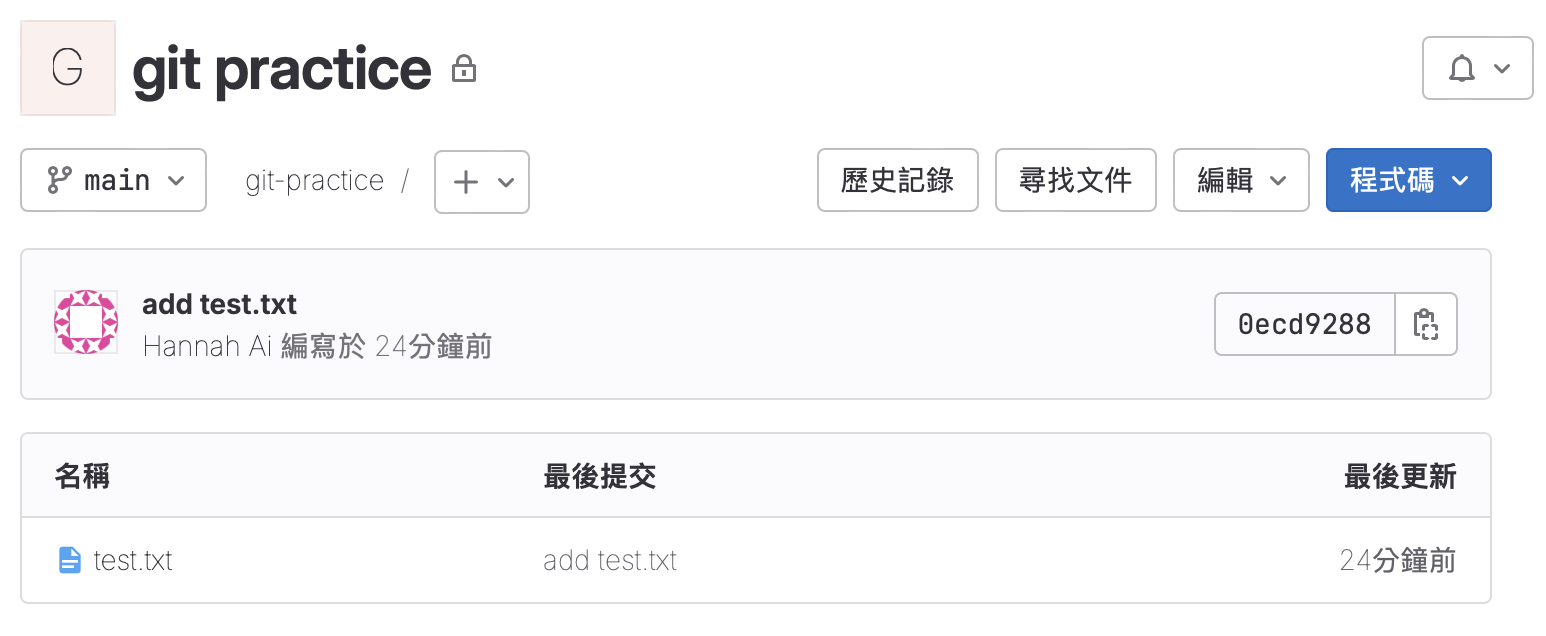 G git practice
main git-practice / 歷史記錄 尋找文件 編輯 程式碼
add test.txt
Hannah Ai 編寫於 24分鐘前
0ecd9288
名稱 最後提交 最後更新
test.txt add test.txt 24分鐘前